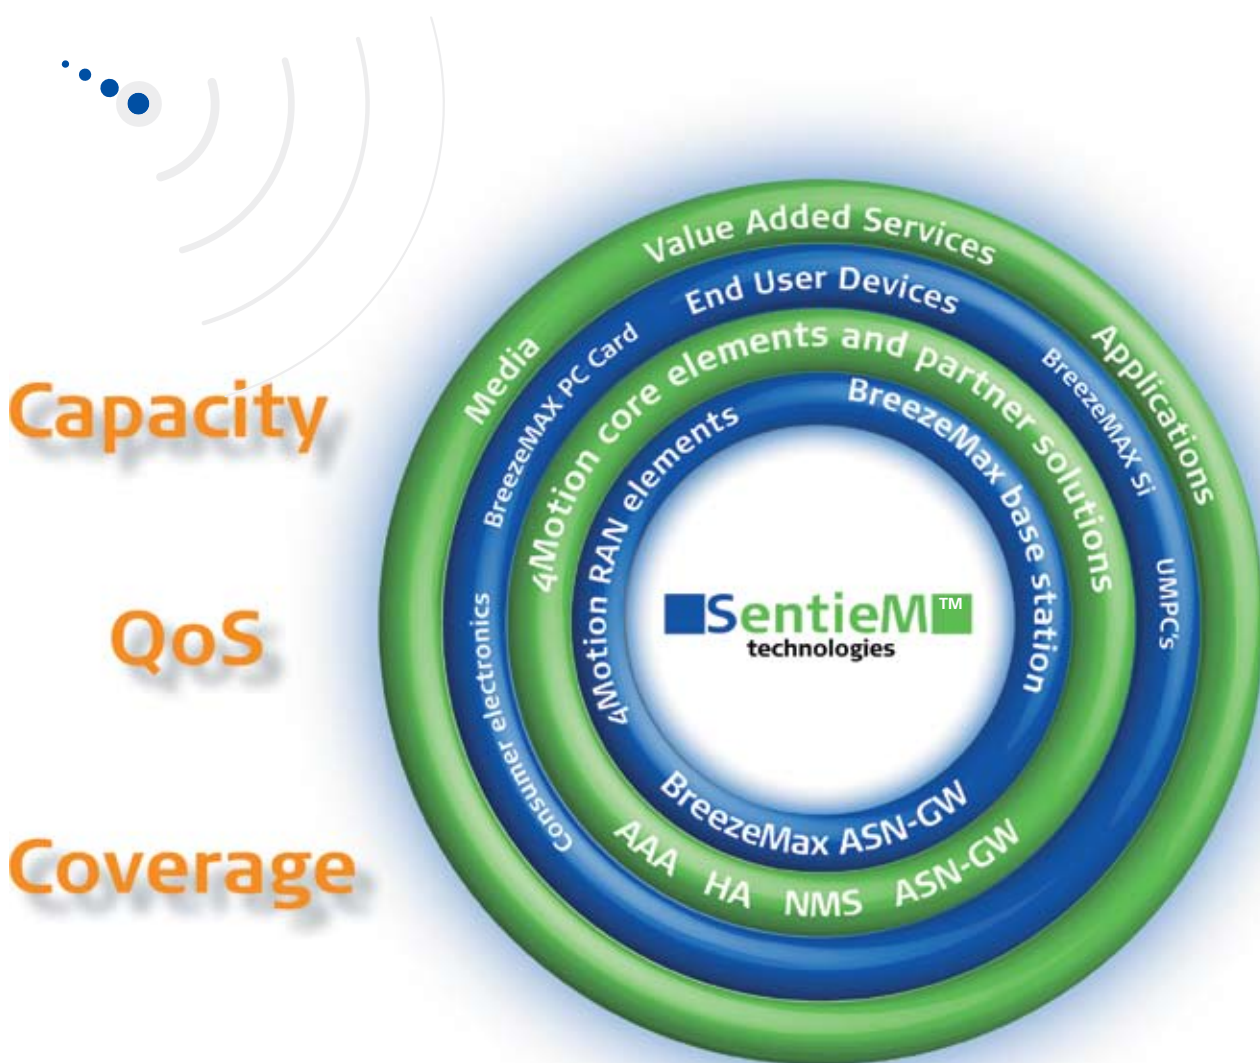 Capacity
QoS
Coverage
Value Added Services
Media
Applications
End User Devices
BreezeMAX PC Card
BreezeMAX Si
UMPC's
Consumer electronics
4Motion core elements and partner solutions
AAA HA NMS ASN-GW
4Motion RAN elements
BreezeMax base station
BreezeMax ASN-GW
SentieM™
technologies